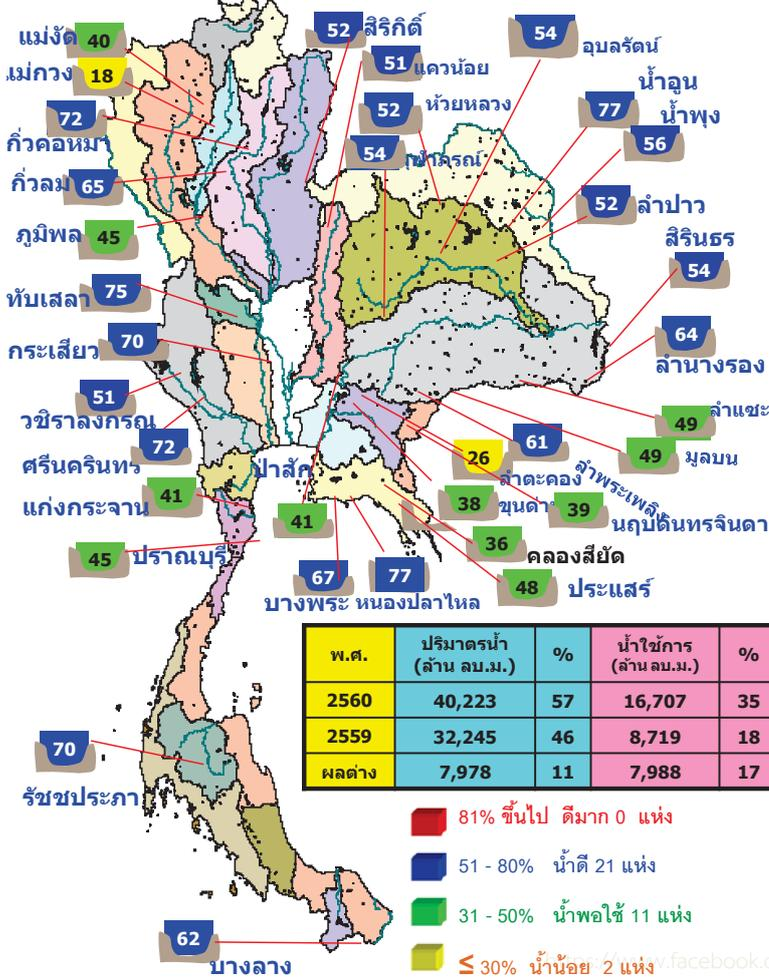 52 สิริกิติ์
แม่งัด 40
54 อุบลรัตน์
51 แควน้อย
แม่กวง 18
น้ำอูน
52 ห้วยหลวง
77 น้ำพุง
72
กิ่วคอหมา
56
54
กิ่วลม 65
52 ลำปาว
ภูมิพล 45
สิรินธร
54
ทับเสลา 75
กระเสียว 70
64
ลำนางรอง
51
วชิราลงกรณ
49 ลำแซะ
72
ศรีนครินทร์
ป่าสัก
26
ลำตะคอง
61
ลำพระเพลิง
49 มูลบน
แก่งกระจาน 41
38
39
นฤบดินทรจินดา
41
36
คลองสียัด
45 ปราณบุรี
67
บางพระ
77
หนองปลาไหล
48 ประแสร์
พ.ศ. ปริมาตรน้ำ (ล้าน ลบ.ม.) % น้ำใช้การ (ล้าน ลบ.ม.) %
2560 40,223 57 16,707 35
2559 32,245 46 8,719 18
ผลต่าง 7,978 11 7,988 17
70
รัชชประภา
81% ขึ้นไป ดีมาก 0 แห่ง
51 - 80% น้ำดี 21 แห่ง
31 - 50% น้ำพอใช้ 11 แห่ง
≤ 30% น้ำน้อย 2 แห่ง
62
บางลาง